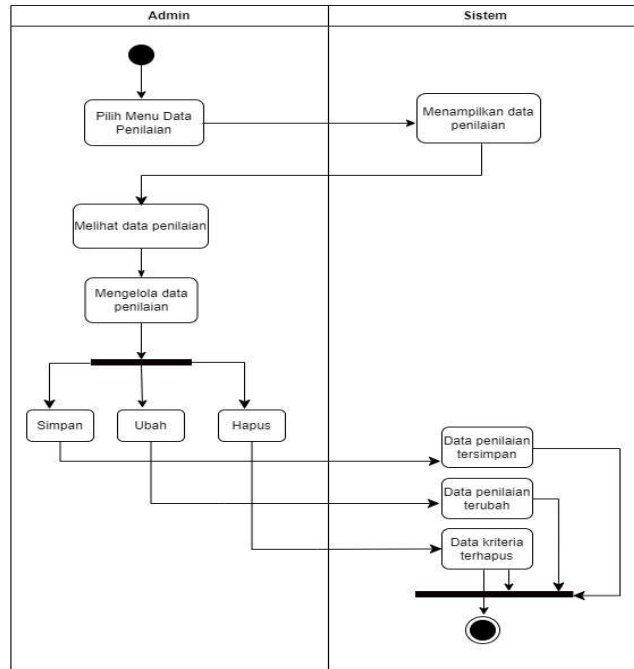 Admin
Sistem
Pilih Menu Data
Penilaian
Menampilkan data
penilaian
Melihat data penilaian
Mengelola data
penilaian
Simpan
Ubah
Hapus
Data penilaian
tersimpan
Data penilaian
terubah
Data kriteria
terhapus